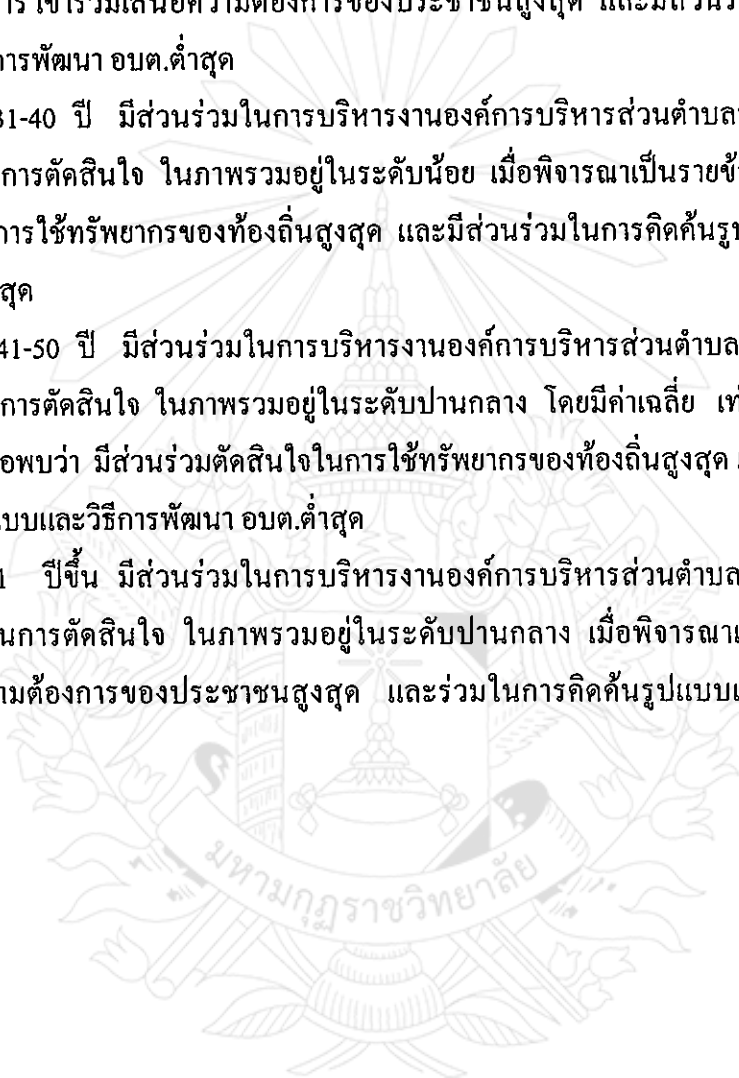 การ เข้าร่วมเสนอความต้องการของประชาชนสูงสุด และมีส่วนร่
การพัฒนา อบต.ต่ำสุด
31-40 ปี มีส่วนร่วมในการบริหารงานองค์การบริหารส่วนตำบล
การตัดสินใจ ในภาพรวมอยู่ในระดับน้อย เมื่อพิจารณาเป็นรายข้
การใช้ทรัพยากรของท้องถิ่นสูงสุด และมีส่วนร่วมในการคิดค้นรูป
สุด
41-50 ปี มีส่วนร่วมในการบริหารงานองค์การบริหารส่วนตำบล
การตัดสินใจ ในภาพรวมอยู่ในระดับปานกลาง โดยมีค่าเฉลี่ย เท่
อพบว่า มีส่วนร่วมตัดสินใจในการใช้ทรัพยากรของท้องถิ่นสูงสุด
แบบและวิธีการพัฒนา อบต.ต่ำสุด
1 ปีขึ้น มีส่วนร่วมในการบริหารงานองค์การบริหารส่วนตำบล
นการตัดสินใจ ในภาพรวมอยู่ในระดับปานกลาง เมื่อพิจารณาเ
ามต้องการของประชาชนสูงสุด และร่วมในการคิดค้นรูปแบบแ
มหามกุฏราชวิทยาลัย